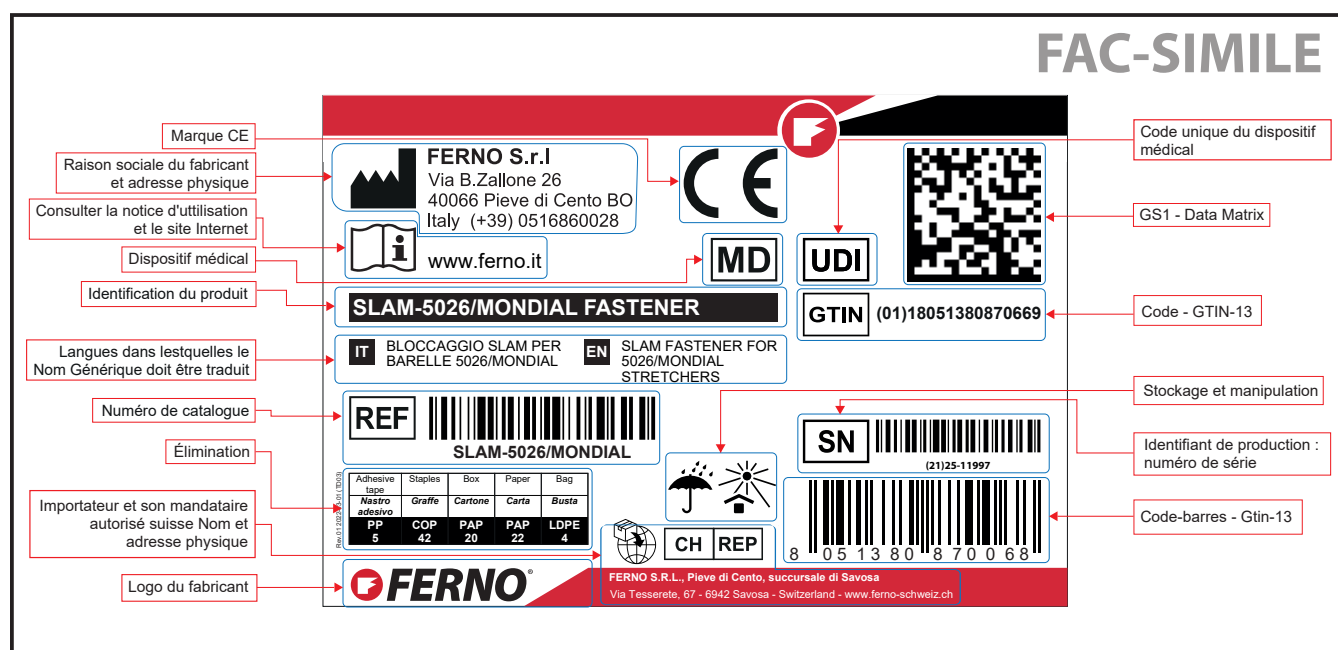 FAC-SIMILE
Marque CE
Raison sociale du fabricant
et adresse physique
Consulter la notice d'uttilisation
et le site Internet
Dispositif médical
Identification du produit
Langues dans lestquelles le
Nom Générique doit être traduit
Numéro de catalogue
Élimination
Importateur et son mandataire
autorisé suisse Nom et
adresse physique
Logo du fabricant
FERNO S.r.l
Via B.Zallone 26
40066 Pieve di Cento BO
Italy (+39) 0516860028
www.ferno.it
CE
MD
UDI
SLAM-5026/MONDIAL FASTENER
GTIN (01)18051380870669
IT BLOCCAGGIO SLAM PER
BARELLE 5026/MONDIAL
EN SLAM FASTENER FOR
5026/MONDIAL
STRETCHERS
REF
SLAM-5026/MONDIAL
SN
(21)25-11997
Adhesive tape Staples Box Paper Bag
Nastro adesivo Graffe Cartone Carta Busta
PP COP PAP PAP LDPE
5 42 20 22 4
CH REP
8 051380 870068
FERNO®
FERNO S.R.L., Pieve di Cento, succursale di Savosa
Via Tesserete, 67 - 6942 Savosa - Switzerland - www.ferno-schweiz.ch
Code unique du dispositif
médical
GS1 - Data Matrix
Code - GTIN-13
Stockage et manipulation
Identifiant de production :
numéro de série
Code-barres - Gtin-13